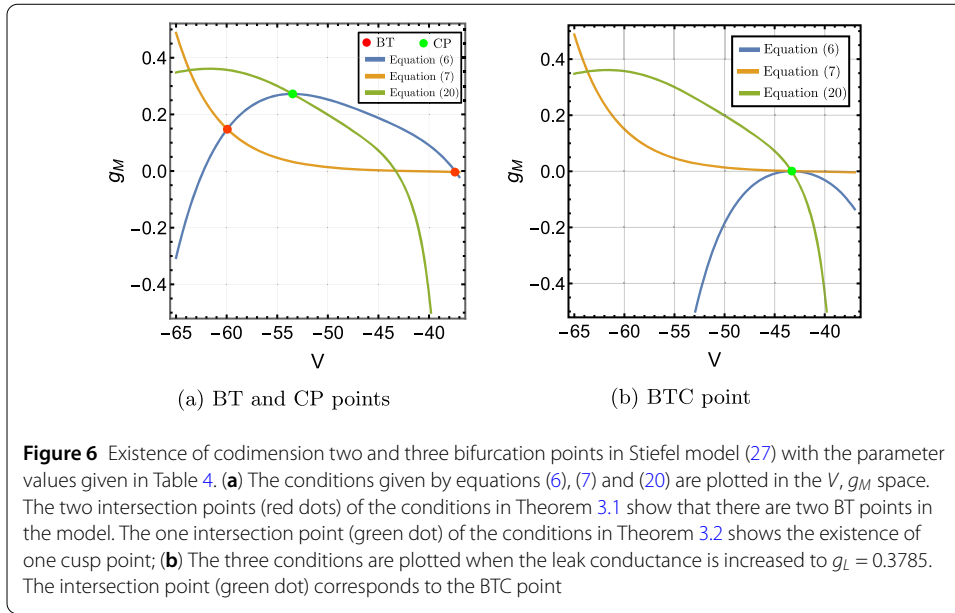 BT CP
Equation (6)
Equation (7)
Equation (20)
0.4
0.2
0.0
−0.2
−0.4
g_M
−65 −60 −55 −50 −45 −40
V
(a) BT and CP points
Equation (6)
Equation (7)
Equation (20)
0.4
0.2
0.0
−0.2
−0.4
−65 −60 −55 −50 −45 −40
V
(b) BTC point
Figure 6 Existence of codimension two and three bifurcation points in Stiefel model (27) with the parameter
values given in Table 4. (a) The conditions given by equations (6), (7) and (20) are plotted in the V, g_M space.
The two intersection points (red dots) of the conditions in Theorem 3.1 show that there are two BT points in
the model. The one intersection point (green dot) of the conditions in Theorem 3.2 shows the existence of
one cusp point; (b) The three conditions are plotted when the leak conductance is increased to g_L = 0.3785.
The intersection point (green dot) corresponds to the BTC point